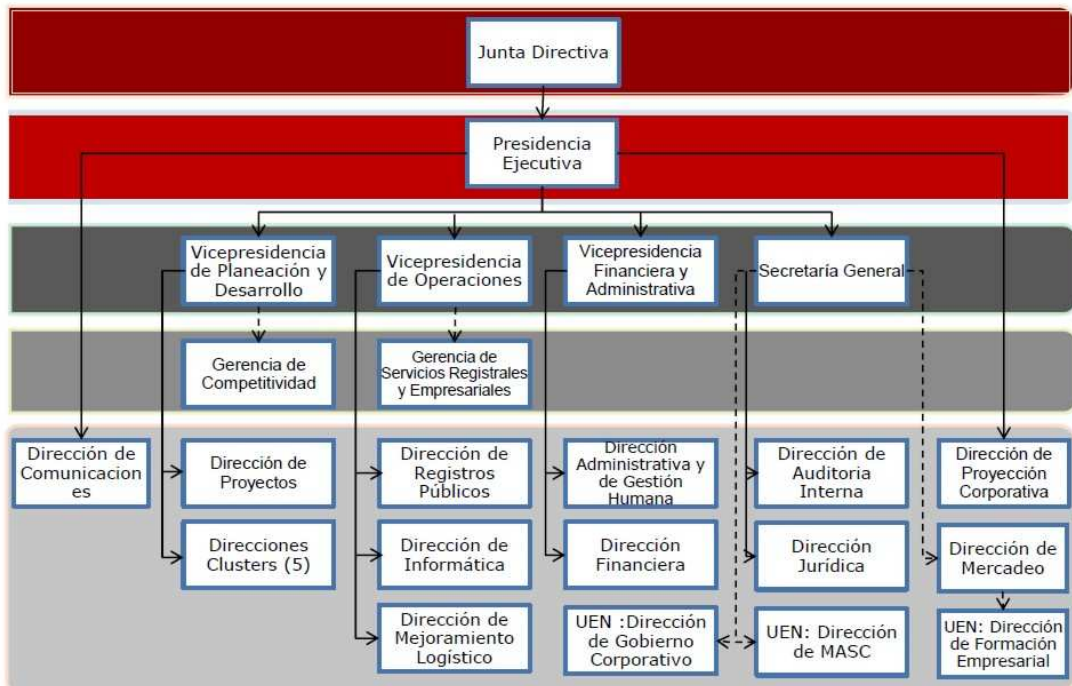 Junta Directiva
Presidencia
Ejecutiva
Vicepresidencia
de Planeación y
Desarrollo
Vicepresidencia
de Operaciones
Vicepresidencia
Financiera y
Administrativa
Secretaría General
Gerencia de
Competitividad
Gerencia de
Servicios Registrales
y Empresariales
Dirección de
Comunicacion
es
Dirección de
Proyectos
Dirección de
Registros
Públicos
Dirección
Administrativa y
de Gestión
Humana
Dirección de
Auditoria
Interna
Dirección de
Proyección
Corporativa
Direcciones
Clusters (5)
Dirección de
Informática
Dirección
Financiera
Dirección
Jurídica
Dirección de
Mercadeo
Dirección de
Mejoramiento
Logístico
UEN :Dirección
de Gobierno
Corporativo
UEN: Dirección
de MASC
UEN: Dirección
de Formación
Empresarial